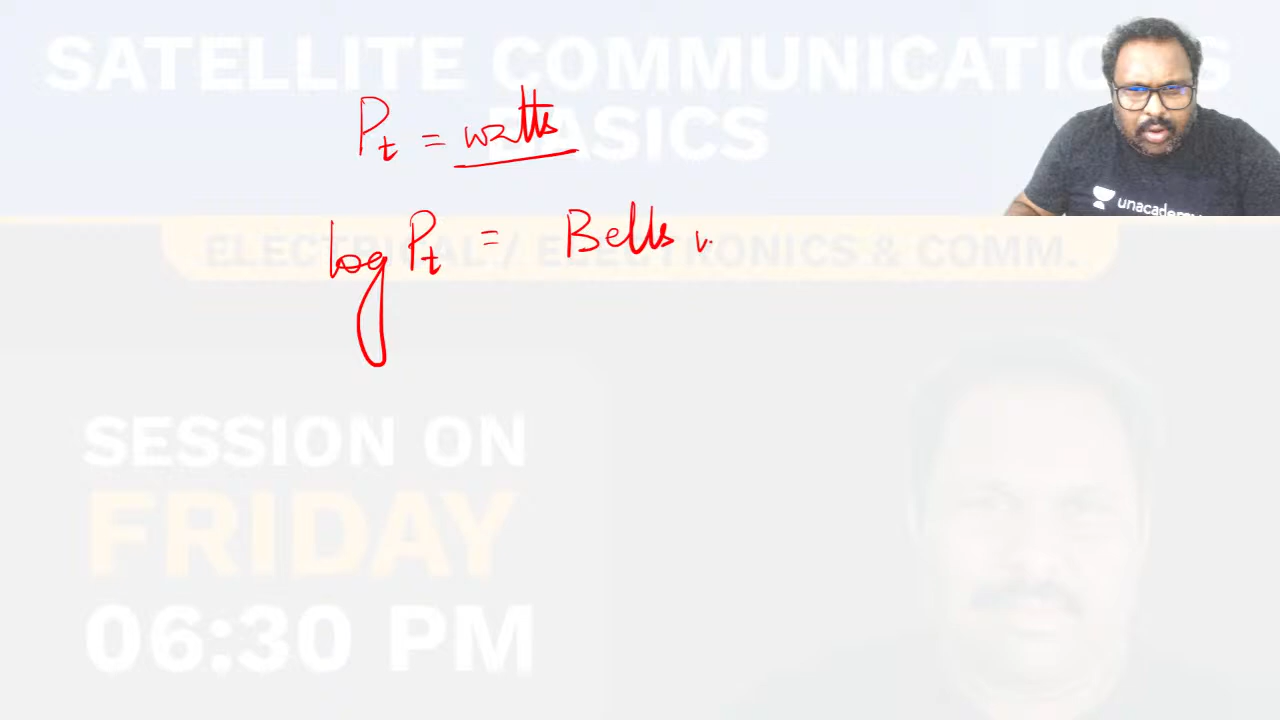 SATELLITE COMMUNICATIONS
BASICS
Pt = watts
log Pt = Bells
ELECTRICAL / ELECTRONICS & COMM.
unacademy
SESSION ON
FRIDAY
06:30 PM